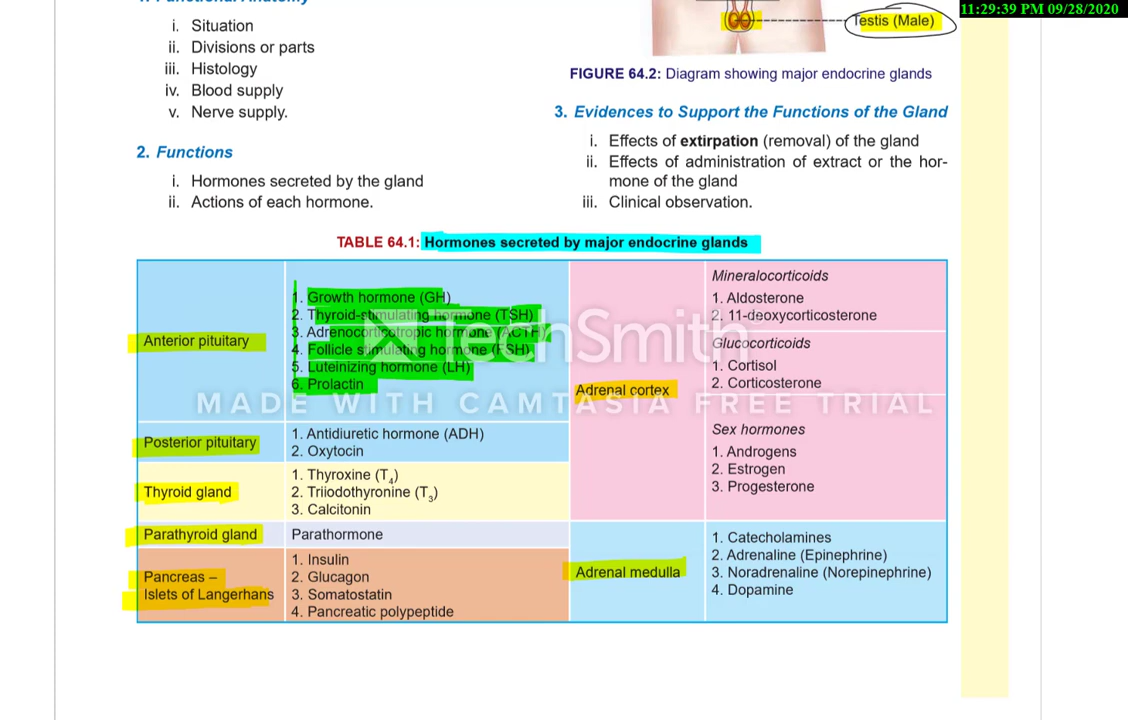 11:29:39 PM 09/28/2020
i. Situation
ii. Divisions or parts
iii. Histology
iv. Blood supply
v. Nerve supply.
2. Functions
i. Hormones secreted by the gland
ii. Actions of each hormone.
Testis (Male)
FIGURE 64.2: Diagram showing major endocrine glands
3. Evidences to Support the Functions of the Gland
i. Effects of extirpation (removal) of the gland
ii. Effects of administration of extract or the hor-
mone of the gland
iii. Clinical observation.
TABLE 64.1: Hormones secreted by major endocrine glands
Anterior pituitary
1. Growth hormone (GH)
2. Thyroid-stimulating hormone (TSH)
3. Adrenocorticotropic hormone (ACTH)
4. Follicle stimulating hormone (FSH)
5. Luteinizing hormone (LH)
6. Prolactin
Posterior pituitary
1. Antidiuretic hormone (ADH)
2. Oxytocin
Thyroid gland
1. Thyroxine (T4)
2. Triiodothyronine (T3)
3. Calcitonin
Parathyroid gland
Parathormone
Pancreas –
Islets of Langerhans
1. Insulin
2. Glucagon
3. Somatostatin
4. Pancreatic polypeptide
Adrenal cortex
Mineralocorticoids
1. Aldosterone
2. 11-deoxycorticosterone
Glucocorticoids
1. Cortisol
2. Corticosterone
Sex hormones
1. Androgens
2. Estrogen
3. Progesterone
Adrenal medulla
1. Catecholamines
2. Adrenaline (Epinephrine)
3. Noradrenaline (Norepinephrine)
4. Dopamine
TechSmith
MADE WITH CAMTASIA FREE TRIAL